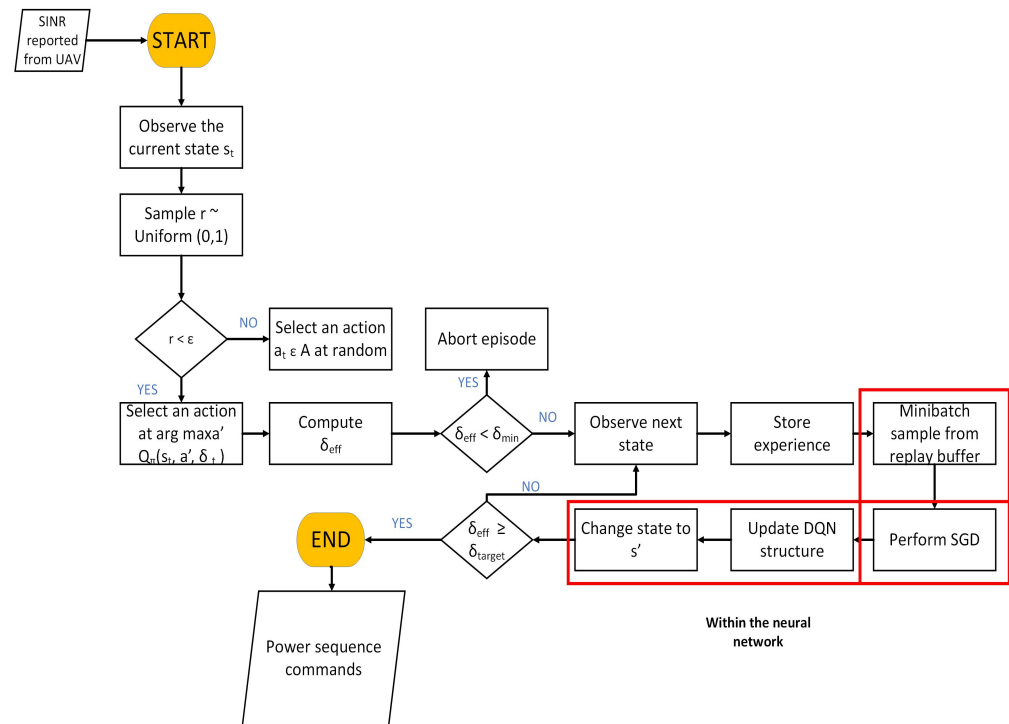 SINR
reported
from UAV
START
Observe the
current state sₜ
Sample r ~
Uniform (0,1)
r < ε
NO
Select an action
aₜ ε A at random
YES
Select an action
at arg maxa’
Qπ(sₜ, a’, δ ₜ )
Compute
δeff
δeff < δmin
YES
Abort episode
NO
Observe next
state
Store
experience
Minibatch
sample from
replay buffer
Perform SGD
Update DQN
structure
Change state to
s’
δeff ≥
δtarget
NO
YES
END
Power sequence
commands
Within the neural
network